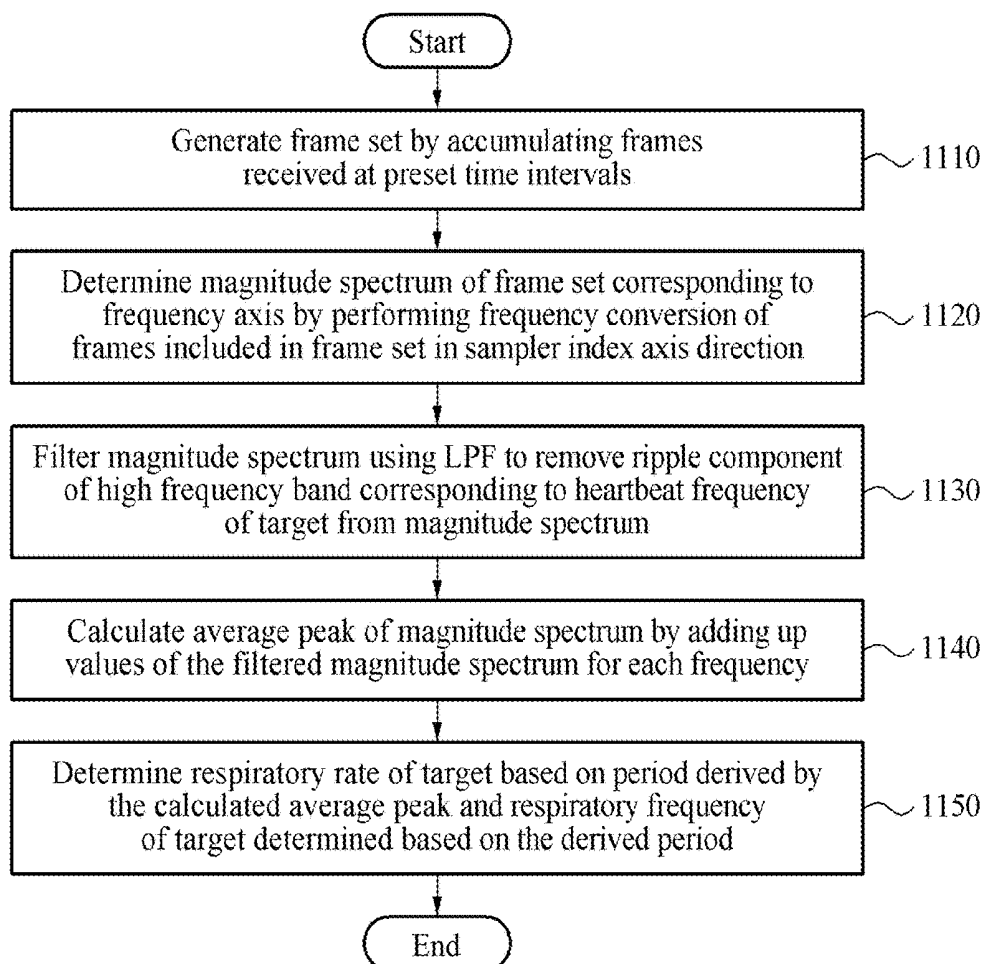 Start
Generate frame set by accumulating frames
received at preset time intervals
1110
Determine magnitude spectrum of frame set corresponding to
frequency axis by performing frequency conversion of
frames included in frame set in sampler index axis direction
1120
Filter magnitude spectrum using LPF to remove ripple component
of high frequency band corresponding to heartbeat frequency
of target from magnitude spectrum
1130
Calculate average peak of magnitude spectrum by adding up
values of the filtered magnitude spectrum for each frequency
1140
Determine respiratory rate of target based on period derived by
the calculated average peak and respiratory frequency
of target determined based on the derived period
1150
End